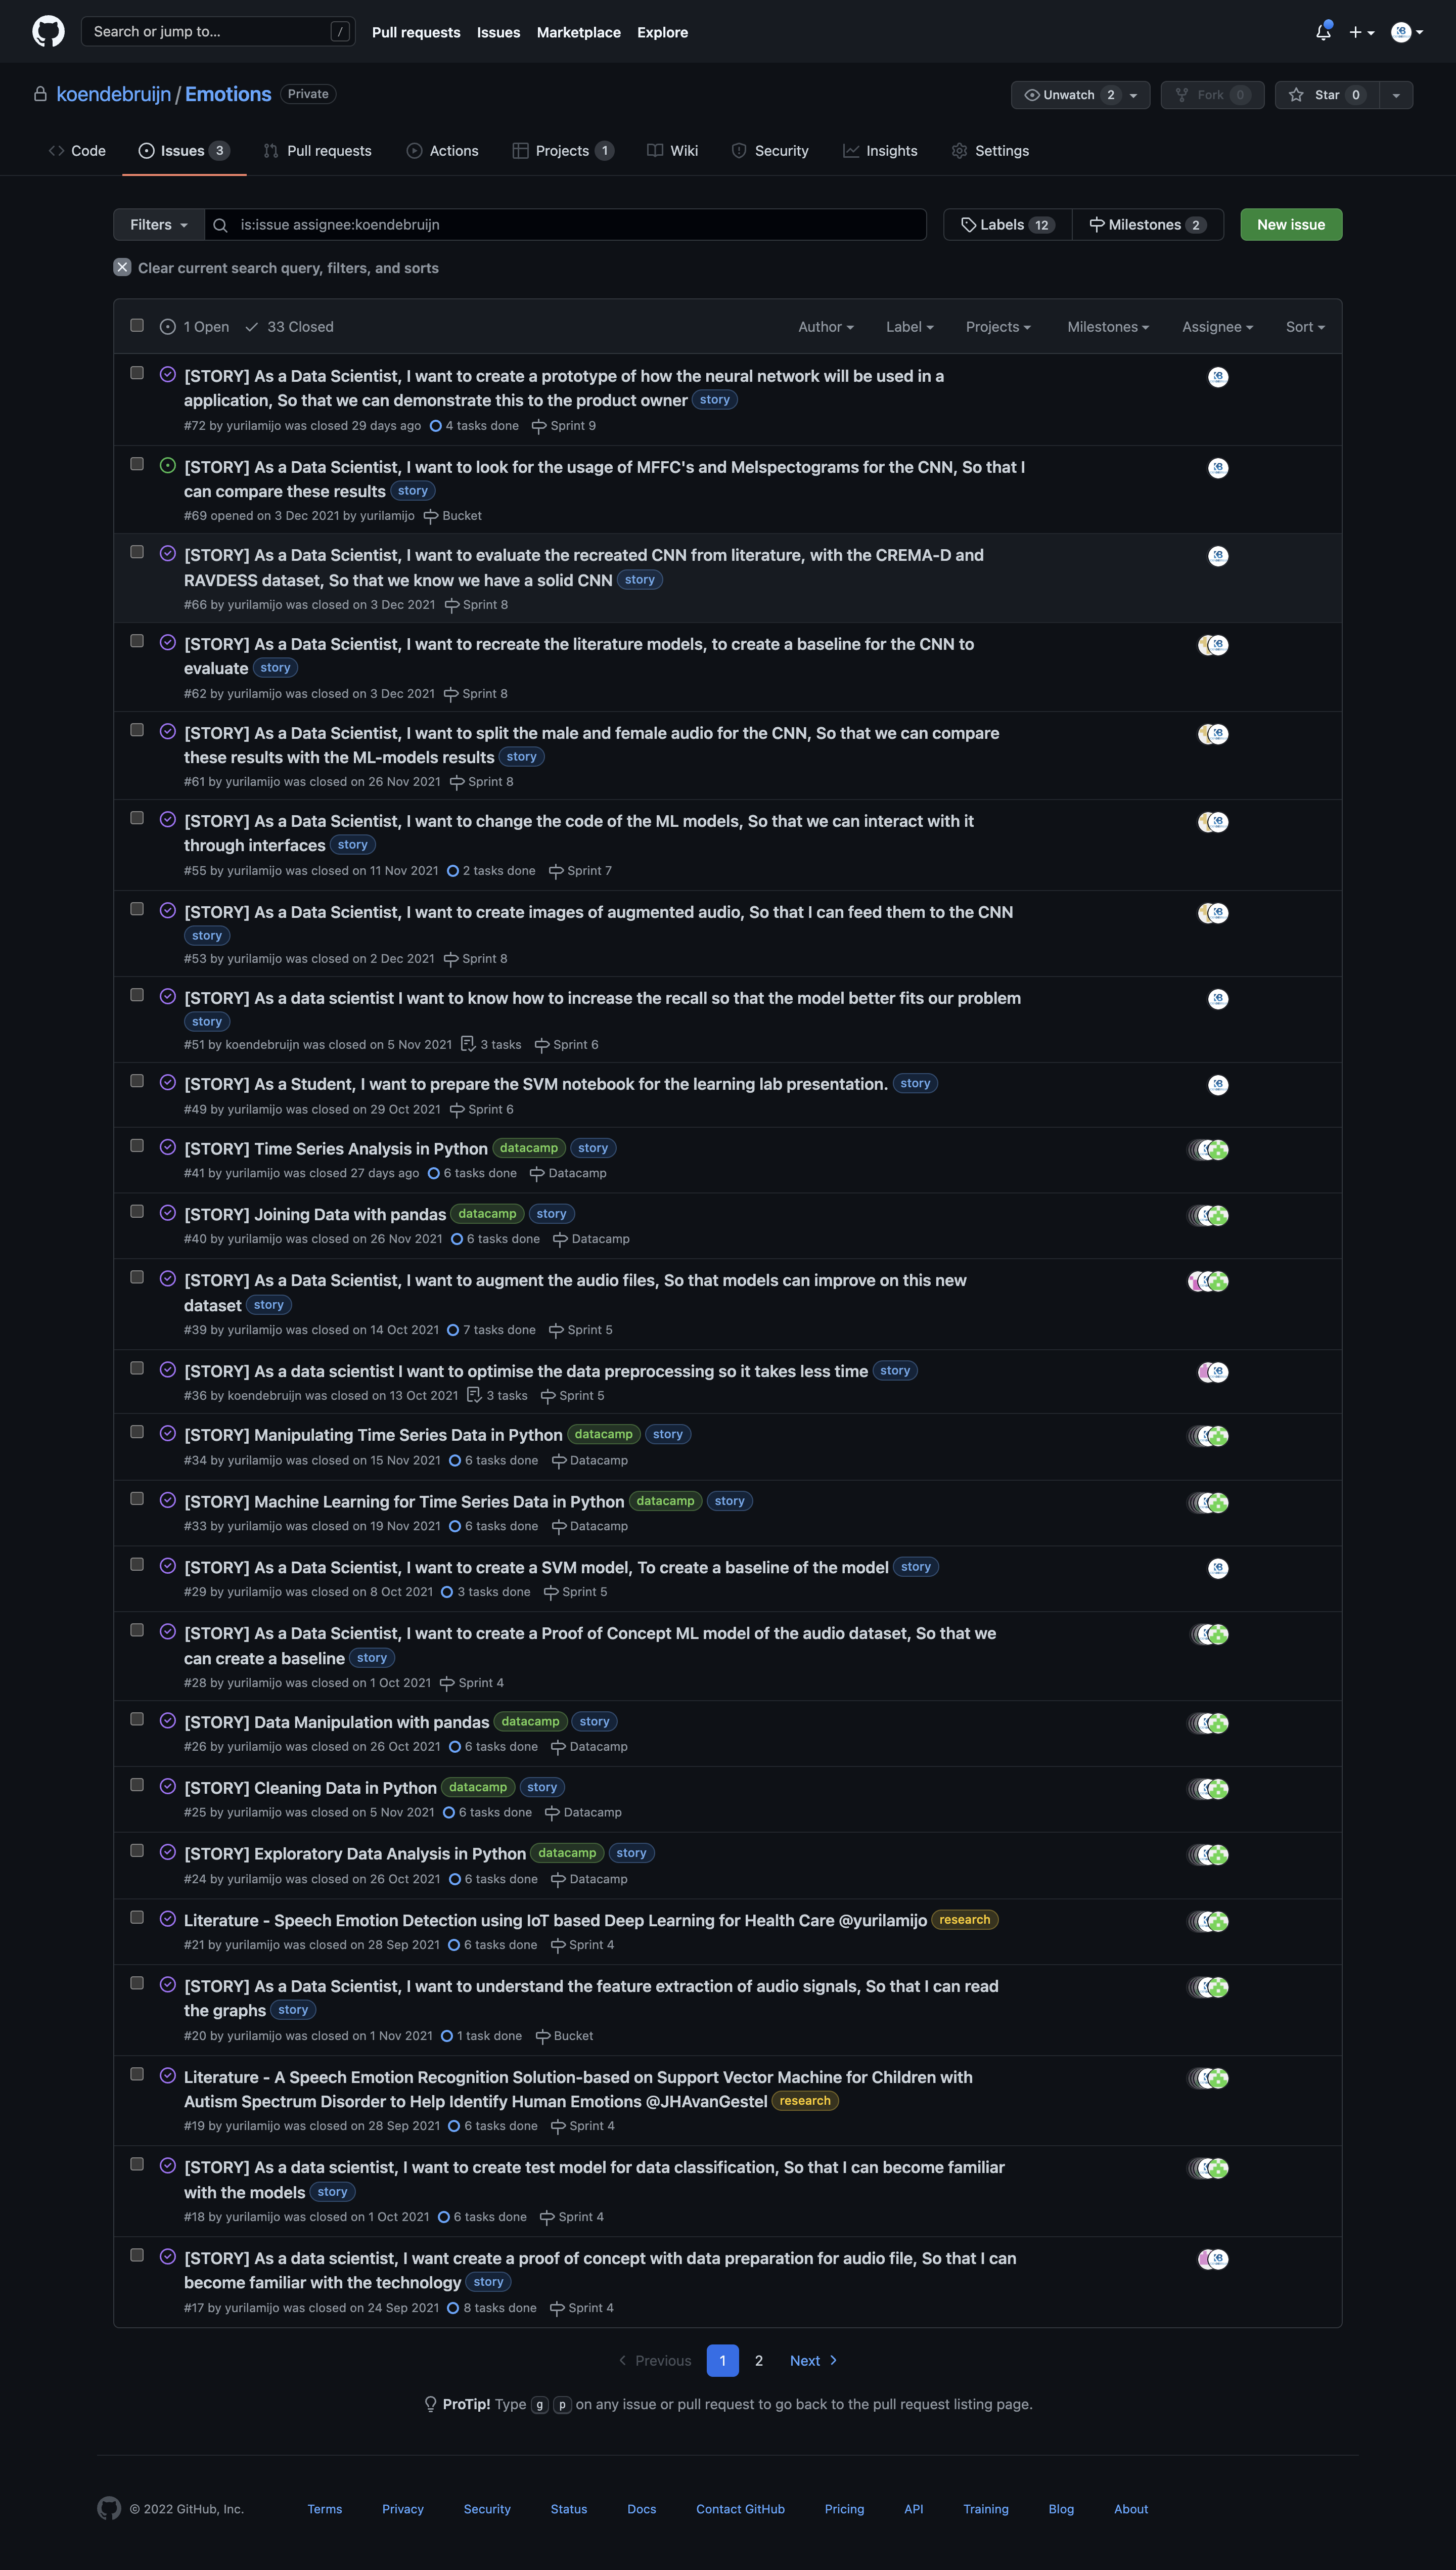 Search or jump to... /
Pull requests Issues Marketplace Explore
koendebruijn / Emotions Private
Unwatch 2 Fork 0 Star 0
Code Issues 3 Pull requests Actions Projects 1 Wiki Security Insights Settings
Filters is:issue assignee:koendebruijn Labels 12 Milestones 2 New issue
Clear current search query, filters, and sorts
1 Open 33 Closed Author Label Projects Milestones Assignee Sort
[STORY] As a Data Scientist, I want to create a prototype of how the neural network will be used in a
application, So that we can demonstrate this to the product owner story
#72 by yurilamijo was closed 29 days ago 4 tasks done Sprint 9
[STORY] As a Data Scientist, I want to look for the usage of MFFC's and Melspectograms for the CNN, So that I
can compare these results story
#69 opened on 3 Dec 2021 by yurilamijo Bucket
[STORY] As a Data Scientist, I want to evaluate the recreated CNN from literature, with the CREMA-D and
RAVDESS dataset, So that we know we have a solid CNN story
#66 by yurilamijo was closed on 3 Dec 2021 Sprint 8
[STORY] As a Data Scientist, I want to recreate the literature models, to create a baseline for the CNN to
evaluate story
#62 by yurilamijo was closed on 3 Dec 2021 Sprint 8
[STORY] As a Data Scientist, I want to split the male and female audio for the CNN, So that we can compare
these results with the ML-models results story
#61 by yurilamijo was closed on 26 Nov 2021 Sprint 8
[STORY] As a Data Scientist, I want to change the code of the ML models, So that we can interact with it
through interfaces story
#55 by yurilamijo was closed on 11 Nov 2021 2 tasks done Sprint 7
[STORY] As a Data Scientist, I want to create images of augmented audio, So that I can feed them to the CNN
story
#53 by yurilamijo was closed on 2 Dec 2021 Sprint 8
[STORY] As a data scientist I want to know how to increase the recall so that the model better fits our problem
story
#51 by koendebruijn was closed on 5 Nov 2021 3 tasks Sprint 6
[STORY] As a Student, I want to prepare the SVM notebook for the learning lab presentation. story
#49 by yurilamijo was closed on 29 Oct 2021 Sprint 6
[STORY] Time Series Analysis in Python datacamp story
#41 by yurilamijo was closed 27 days ago 6 tasks done Datacamp
[STORY] Joining Data with pandas datacamp story
#40 by yurilamijo was closed on 26 Nov 2021 6 tasks done Datacamp
[STORY] As a Data Scientist, I want to augment the audio files, So that models can improve on this new
dataset story
#39 by yurilamijo was closed on 14 Oct 2021 7 tasks done Sprint 5
[STORY] As a data scientist I want to optimise the data preprocessing so it takes less time story
#36 by koendebruijn was closed on 13 Oct 2021 3 tasks Sprint 5
[STORY] Manipulating Time Series Data in Python datacamp story
#34 by yurilamijo was closed on 15 Nov 2021 6 tasks done Datacamp
[STORY] Machine Learning for Time Series Data in Python datacamp story
#33 by yurilamijo was closed on 19 Nov 2021 6 tasks done Datacamp
[STORY] As a Data Scientist, I want to create a SVM model, To create a baseline of the model story
#29 by yurilamijo was closed on 8 Oct 2021 3 tasks done Sprint 5
[STORY] As a Data Scientist, I want to create a Proof of Concept ML model of the audio dataset, So that we
can create a baseline story
#28 by yurilamijo was closed on 1 Oct 2021 Sprint 4
[STORY] Data Manipulation with pandas datacamp story
#26 by yurilamijo was closed on 26 Oct 2021 6 tasks done Datacamp
[STORY] Cleaning Data in Python datacamp story
#25 by yurilamijo was closed on 5 Nov 2021 6 tasks done Datacamp
[STORY] Exploratory Data Analysis in Python datacamp story
#24 by yurilamijo was closed on 26 Oct 2021 6 tasks done Datacamp
Literature - Speech Emotion Detection using IoT based Deep Learning for Health Care @yurilamijo research
#21 by yurilamijo was closed on 28 Sep 2021 6 tasks done Sprint 4
[STORY] As a Data Scientist, I want to understand the feature extraction of audio signals, So that I can read
the graphs story
#20 by yurilamijo was closed on 1 Nov 2021 1 task done Bucket
Literature - A Speech Emotion Recognition Solution-based on Support Vector Machine for Children with
Autism Spectrum Disorder to Help Identify Human Emotions @JHAvanGestel research
#19 by yurilamijo was closed on 28 Sep 2021 6 tasks done Sprint 4
[STORY] As a data scientist, I want to create test model for data classification, So that I can become familiar
with the models story
#18 by yurilamijo was closed on 1 Oct 2021 6 tasks done Sprint 4
[STORY] As a data scientist, I want create a proof of concept with data preparation for audio file, So that I can
become familiar with the technology story
#17 by yurilamijo was closed on 24 Sep 2021 8 tasks done Sprint 4
Previous 1 2 Next
ProTip! Type g p on any issue or pull request to go back to the pull request listing page.
© 2022 GitHub, Inc. Terms Privacy Security Status Docs Contact GitHub Pricing API Training Blog About